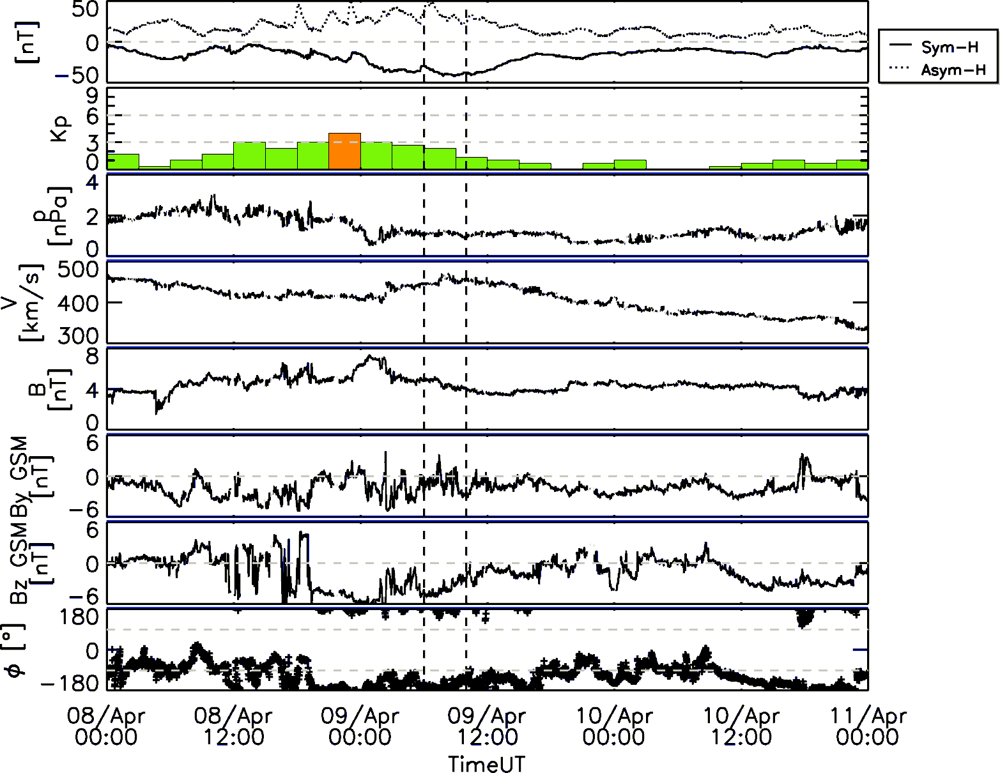 50
0
−50
[nT]
Sym−H
Asym−H
9
6
3
0
Kp
4
2
0
p
[nPa]
500
400
300
V
[km/s]
8
4
0
B
[nT]
6
0
−6
By GSM
[nT]
6
0
−6
Bz GSM
[nT]
180
0
−180
ϕ [°]
08/Apr 08/Apr 09/Apr 09/Apr 10/Apr 10/Apr 11/Apr
00:00 12:00 00:00 12:00 00:00 12:00 00:00
TimeUT